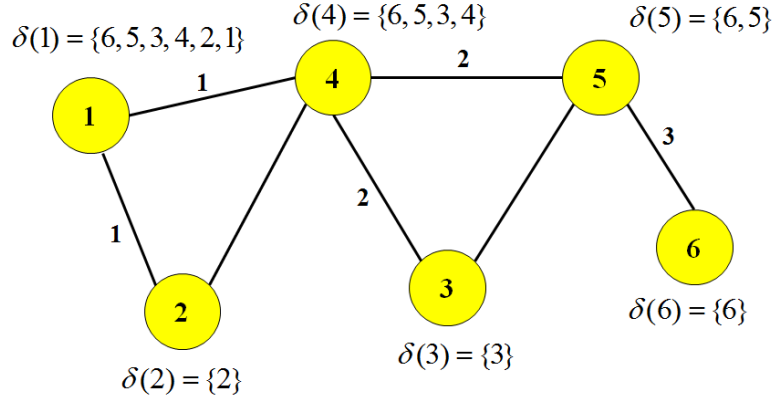 δ(4) = {6,5,3,4}
δ(5) = {6,5}
δ(1) = {6,5,3,4,2,1}
1
4
2
5
1
3
2
1
6
3
2
δ(6) = {6}
δ(3) = {3}
δ(2) = {2}